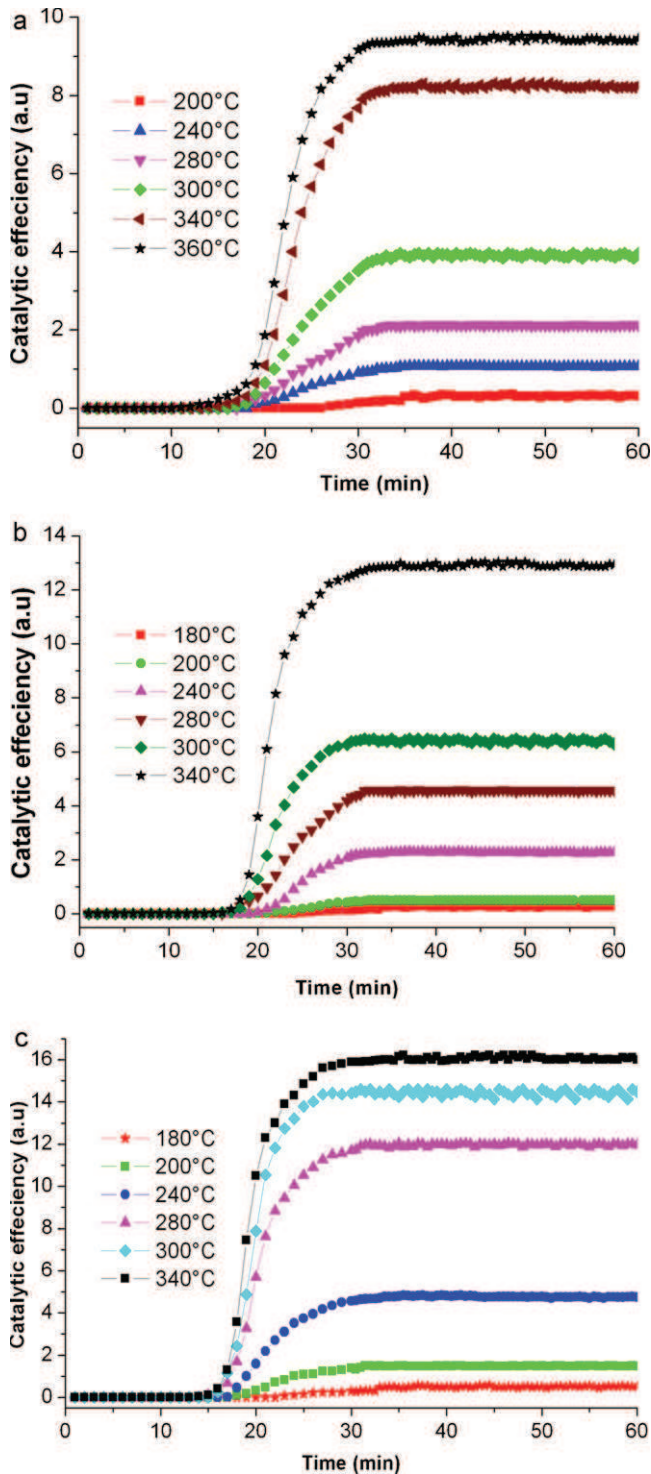 a
10
8
6
4
2
0
Catalytic effeciency (a.u)
200°C
240°C
280°C
300°C
340°C
360°C
0 10 20 30 40 50 60
Time (min)
b
14
12
10
8
6
4
2
0
Catalytic effeciency (a.u)
180°C
200°C
240°C
280°C
300°C
340°C
0 10 20 30 40 50 60
Time (min)
c
16
14
12
10
8
6
4
2
0
Catalytic effeciency (a.u)
180°C
200°C
240°C
280°C
300°C
340°C
0 10 20 30 40 50 60
Time (min)